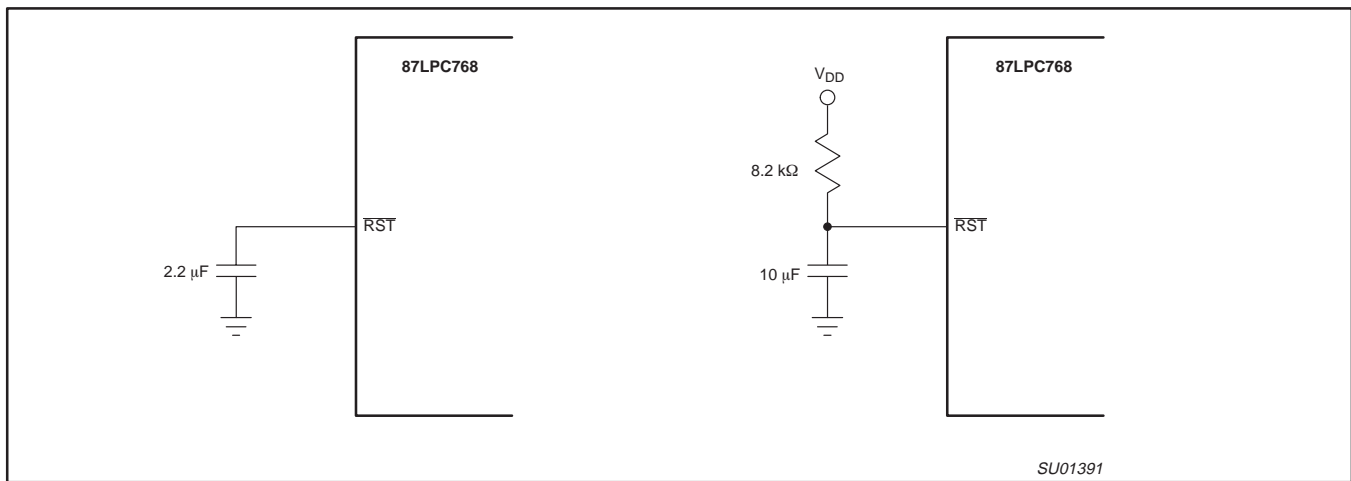 87LPC768
RST
2.2 μF
87LPC768
VDD
8.2 kΩ
RST
10 μF
SU01391